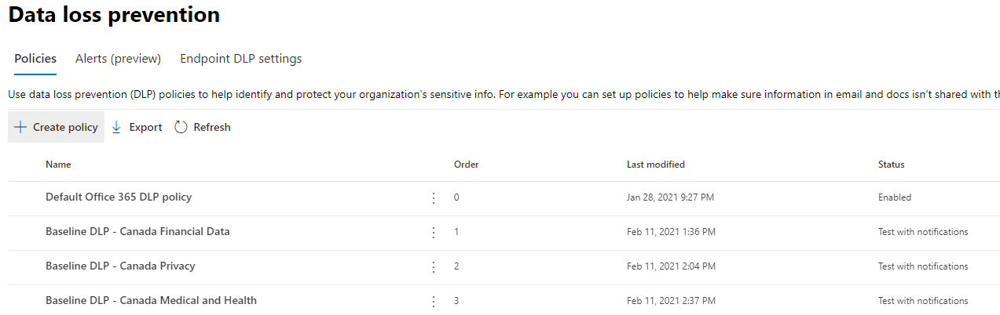 Data loss prevention
Policies Alerts (preview) Endpoint DLP settings
Use data loss prevention (DLP) policies to help identify and protect your organization's sensitive info. For example you can set up policies to help make sure information in email and docs isn't shared with
Create policy Export Refresh
Name Order Last modified Status
Default Office 365 DLP policy 0 Jan 28, 2021 9:27 PM Enabled
Baseline DLP - Canada Financial Data 1 Feb 11, 2021 1:36 PM Test with notifications
Baseline DLP - Canada Privacy 2 Feb 11, 2021 2:04 PM Test with notifications
Baseline DLP - Canada Medical and Health 3 Feb 11, 2021 2:37 PM Test with notifications